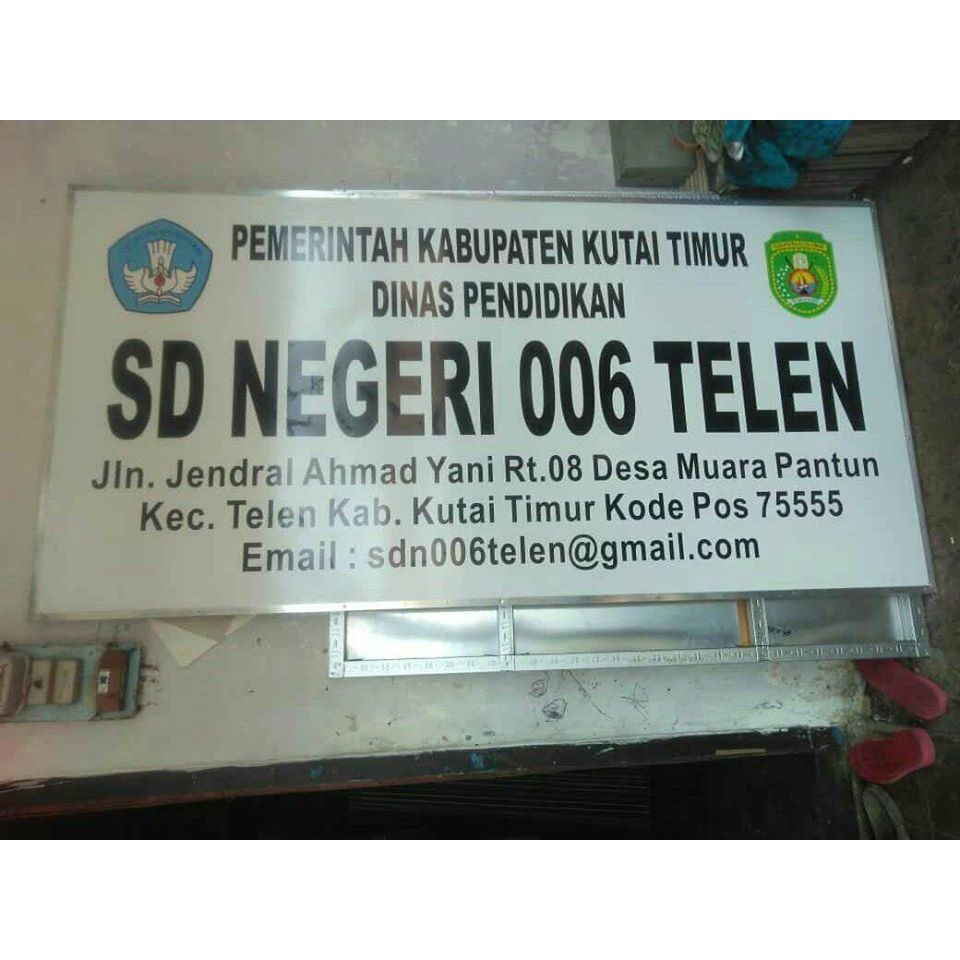 PEMERINTAH KABUPATEN KUTAI TIMUR
DINAS PENDIDIKAN
SD NEGERI 006 TELEN
Jln. Jendral Ahmad Yani Rt.08 Desa Muara Pantun
Kec. Telen Kab. Kutai Timur Kode Pos 75555
Email : sdn006telen@gmail.com